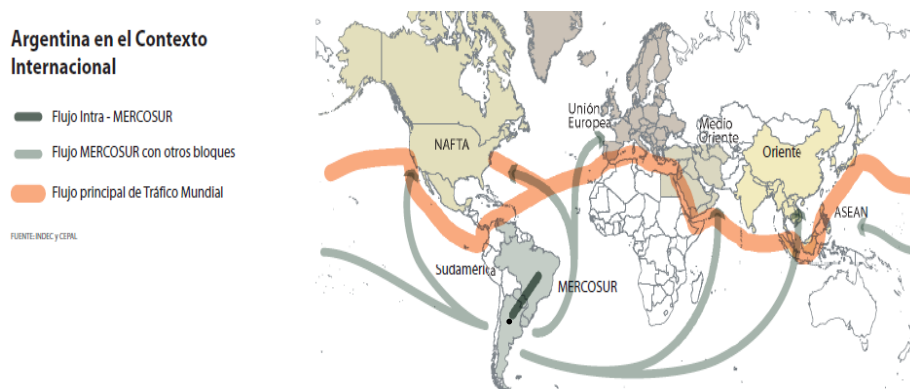 Argentina en el Contexto
Internacional
Flujo Intra - MERCOSUR
Flujo MERCOSUR con otros bloques
Flujo principal de Tráfico Mundial
FUENTE: INDEC y CEPAL
NAFTA
Unión
Europea
Medio
Oriente
Oriente
ASEAN
Sudamérica
MERCOSUR